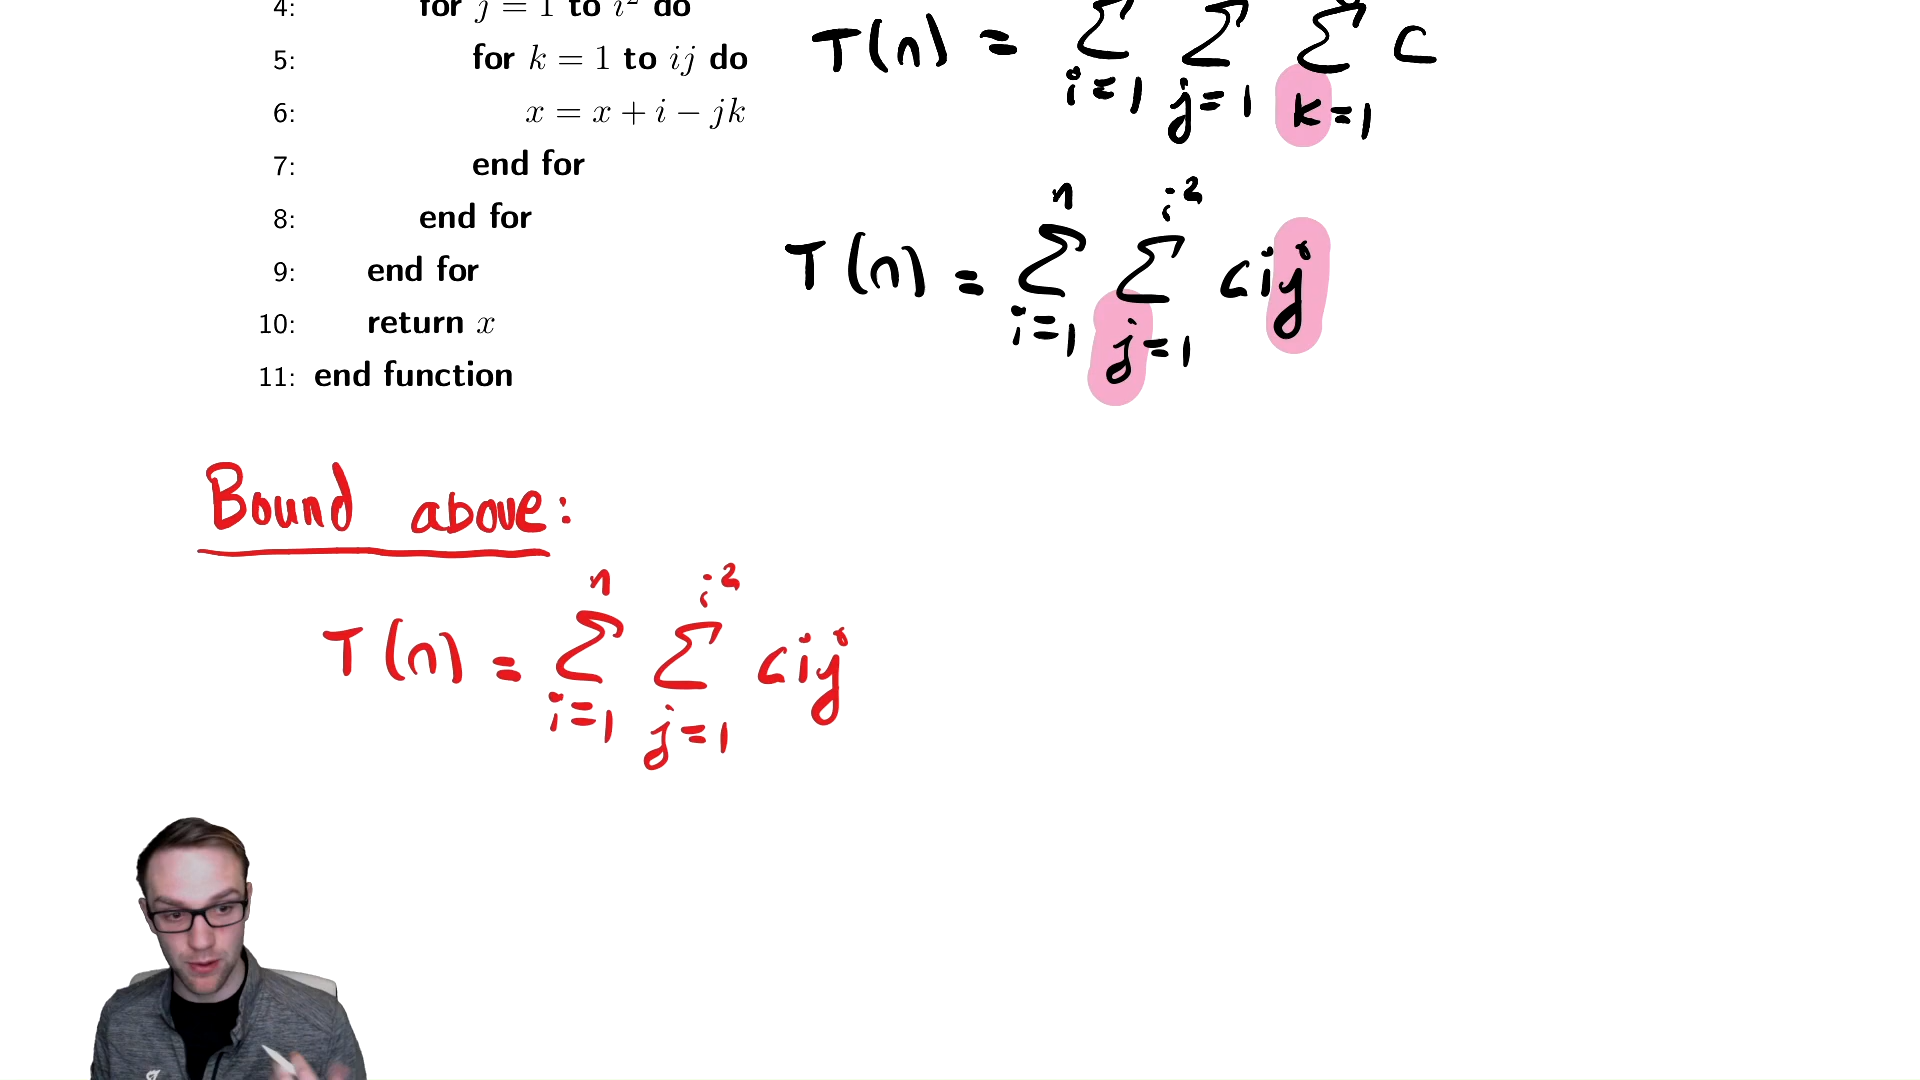 4: for j = 1 to i² do
5: for k = 1 to ij do
6: x = x + i − jk
7: end for
8: end for
9: end for
10: return x
11: end function
T(n) = Σ i=1 Σ j=1 Σ k=1 c
T(n) = Σ i=1 n Σ j=1 i² cij
Bound above:
T(n) = Σ i=1 n Σ j=1 i² cij